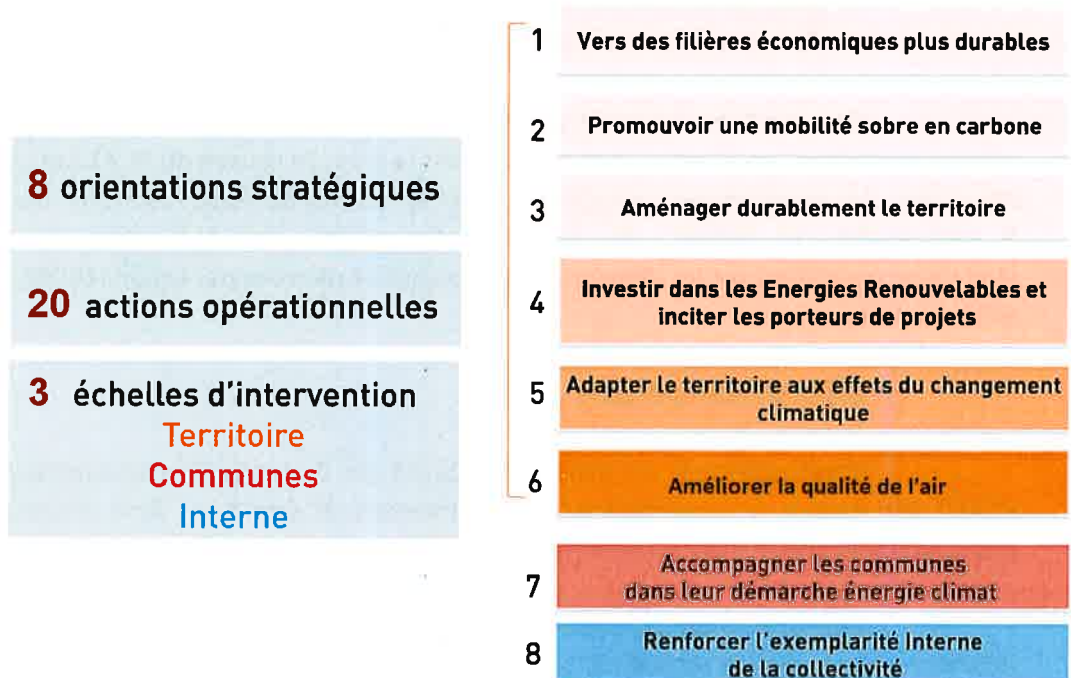 8 orientations stratégiques
20 actions opérationnelles
3 échelles d'intervention
Territoire
Communes
Interne
1 Vers des filières économiques plus durables
2 Promouvoir une mobilité sobre en carbone
3 Aménager durablement le territoire
4 Investir dans les Energies Renouvelables et
inciter les porteurs de projets
5 Adapter le territoire aux effets du changement
climatique
6 Améliorer la qualité de l'air
7 Accompagner les communes
dans leur démarche énergie climat
8 Renforcer l'exemplarité Interne
de la collectivité